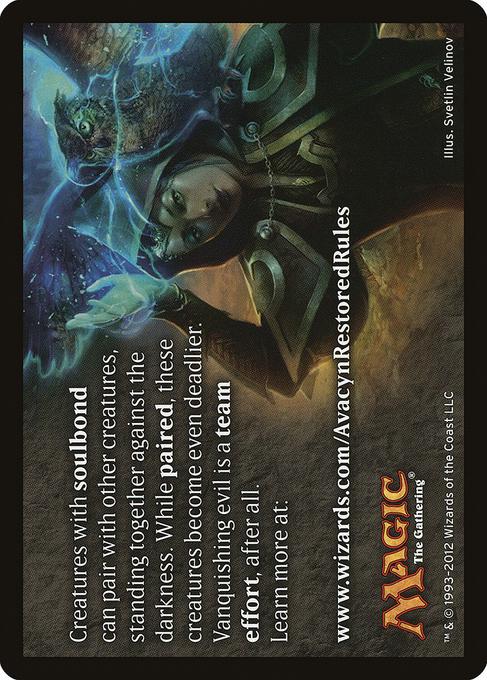 Creatures with soulbond
can pair with other creatures,
standing together against the
darkness. While paired, these
creatures become even deadlier.
Vanquishing evil is a team
effort, after all.
Learn more at:
www.wizards.com/AvacynRestoredRules
MAGIC
The Gathering®
™ & © 1993-2012 Wizards of the Coast LLC
Illus. Svetlin Velinov